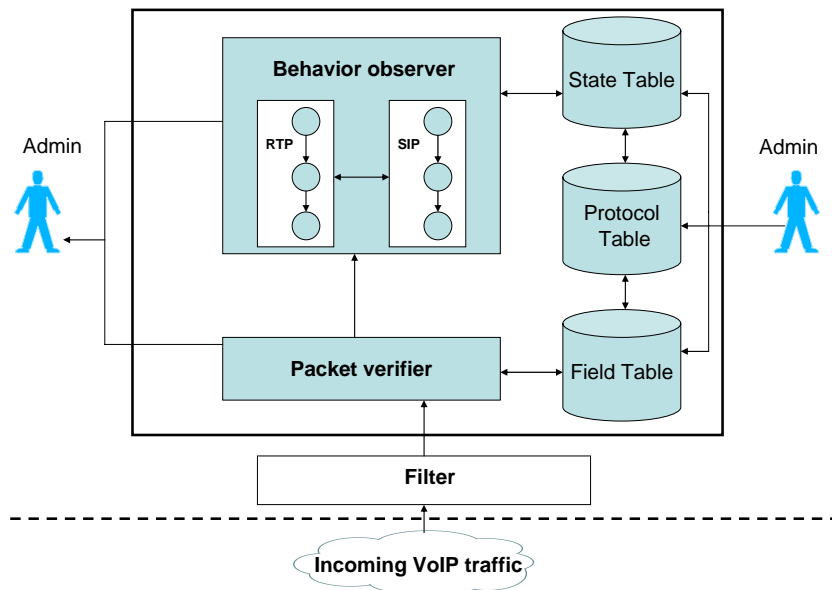 Behavior observer
State Table
RTP
SIP
Admin
Admin
Protocol
Table
Packet verifier
Field Table
Filter
Incoming VoIP traffic